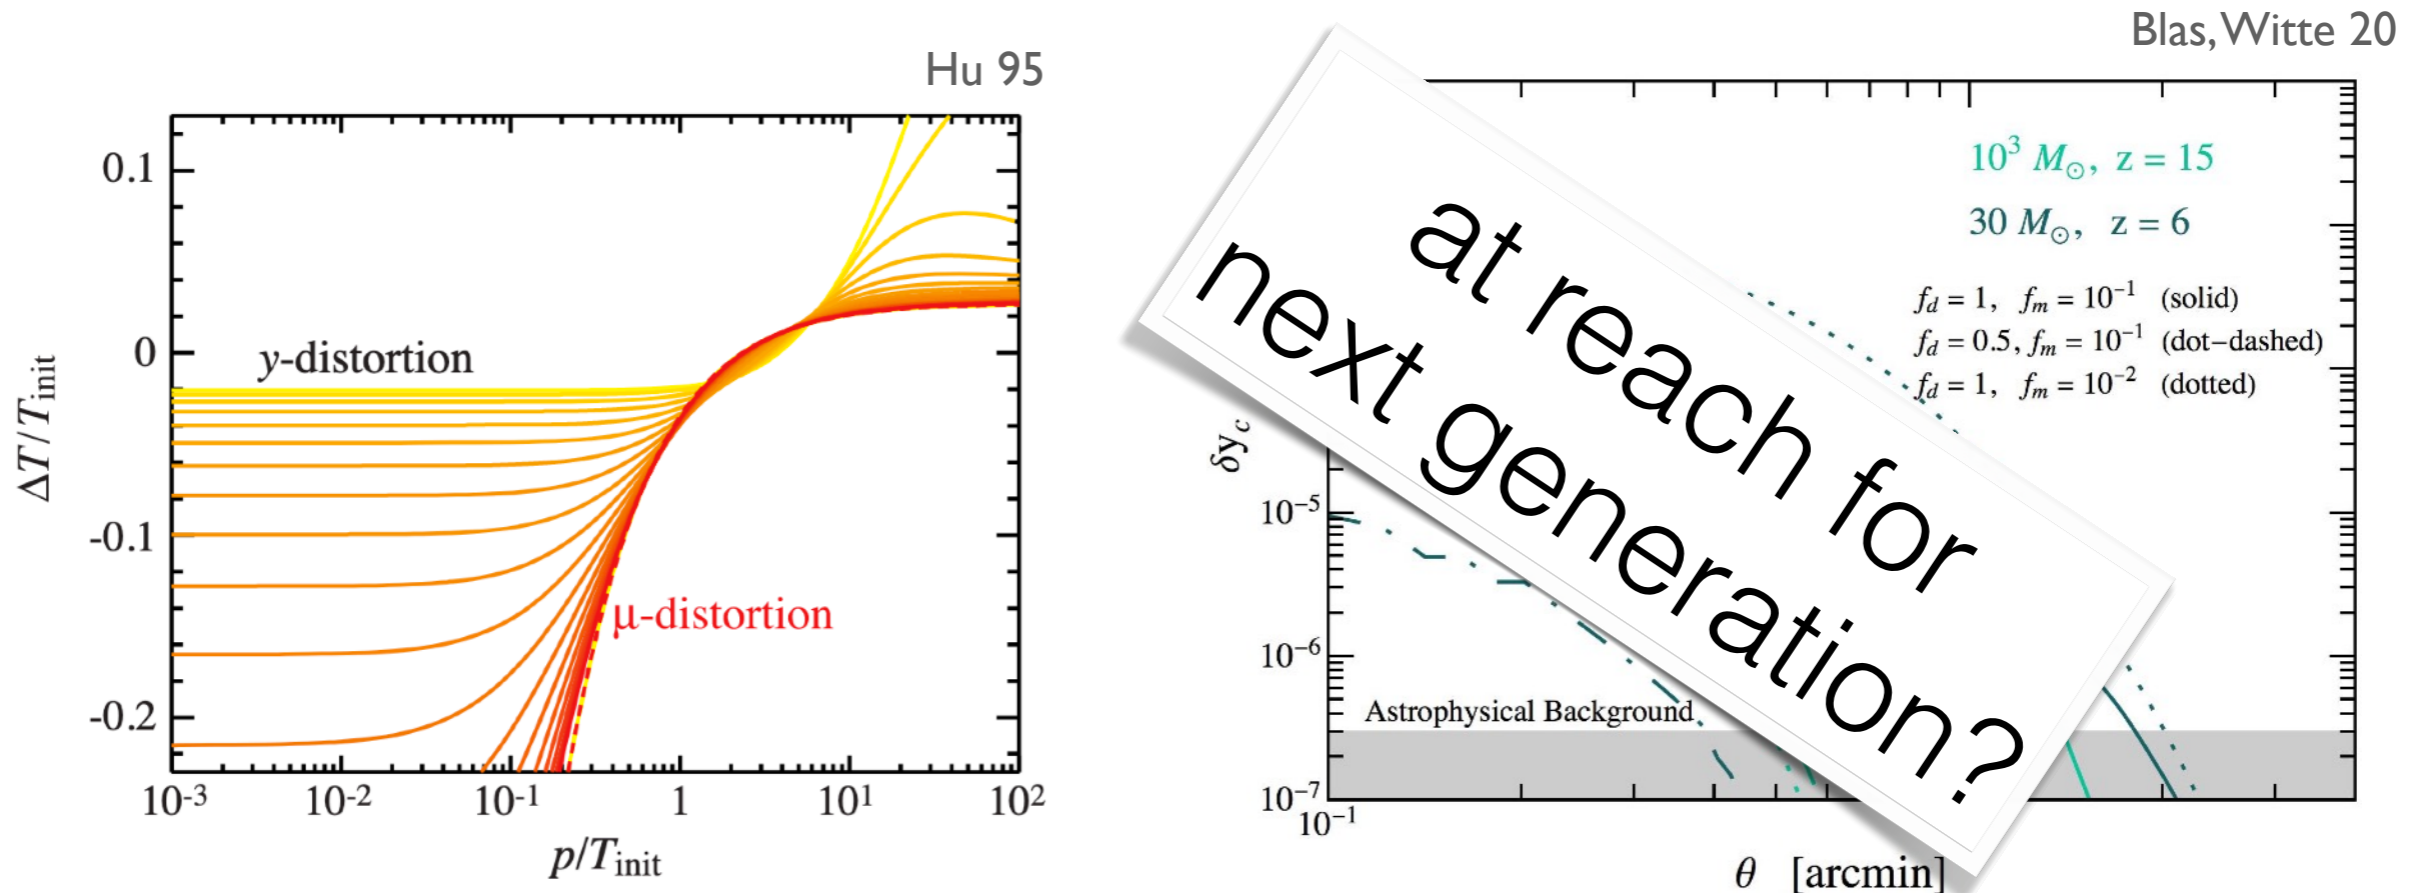 Hu 95
0.1
0
-0.1
-0.2
ΔT/T_init
y-distortion
μ-distortion
10^-3 10^-2 10^-1 1 10^1 10^2
p/T_init
Blas, Witte 20
10^3 M_⊙, z = 15
30 M_⊙, z = 6
f_d = 1, f_m = 10^-1 (solid)
f_d = 0.5, f_m = 10^-1 (dot-dashed)
f_d = 1, f_m = 10^-2 (dotted)
at reach for
next generation?
δy_c
10^-5
10^-6
Astrophysical Background
10^-7
10^-1
θ [arcmin]